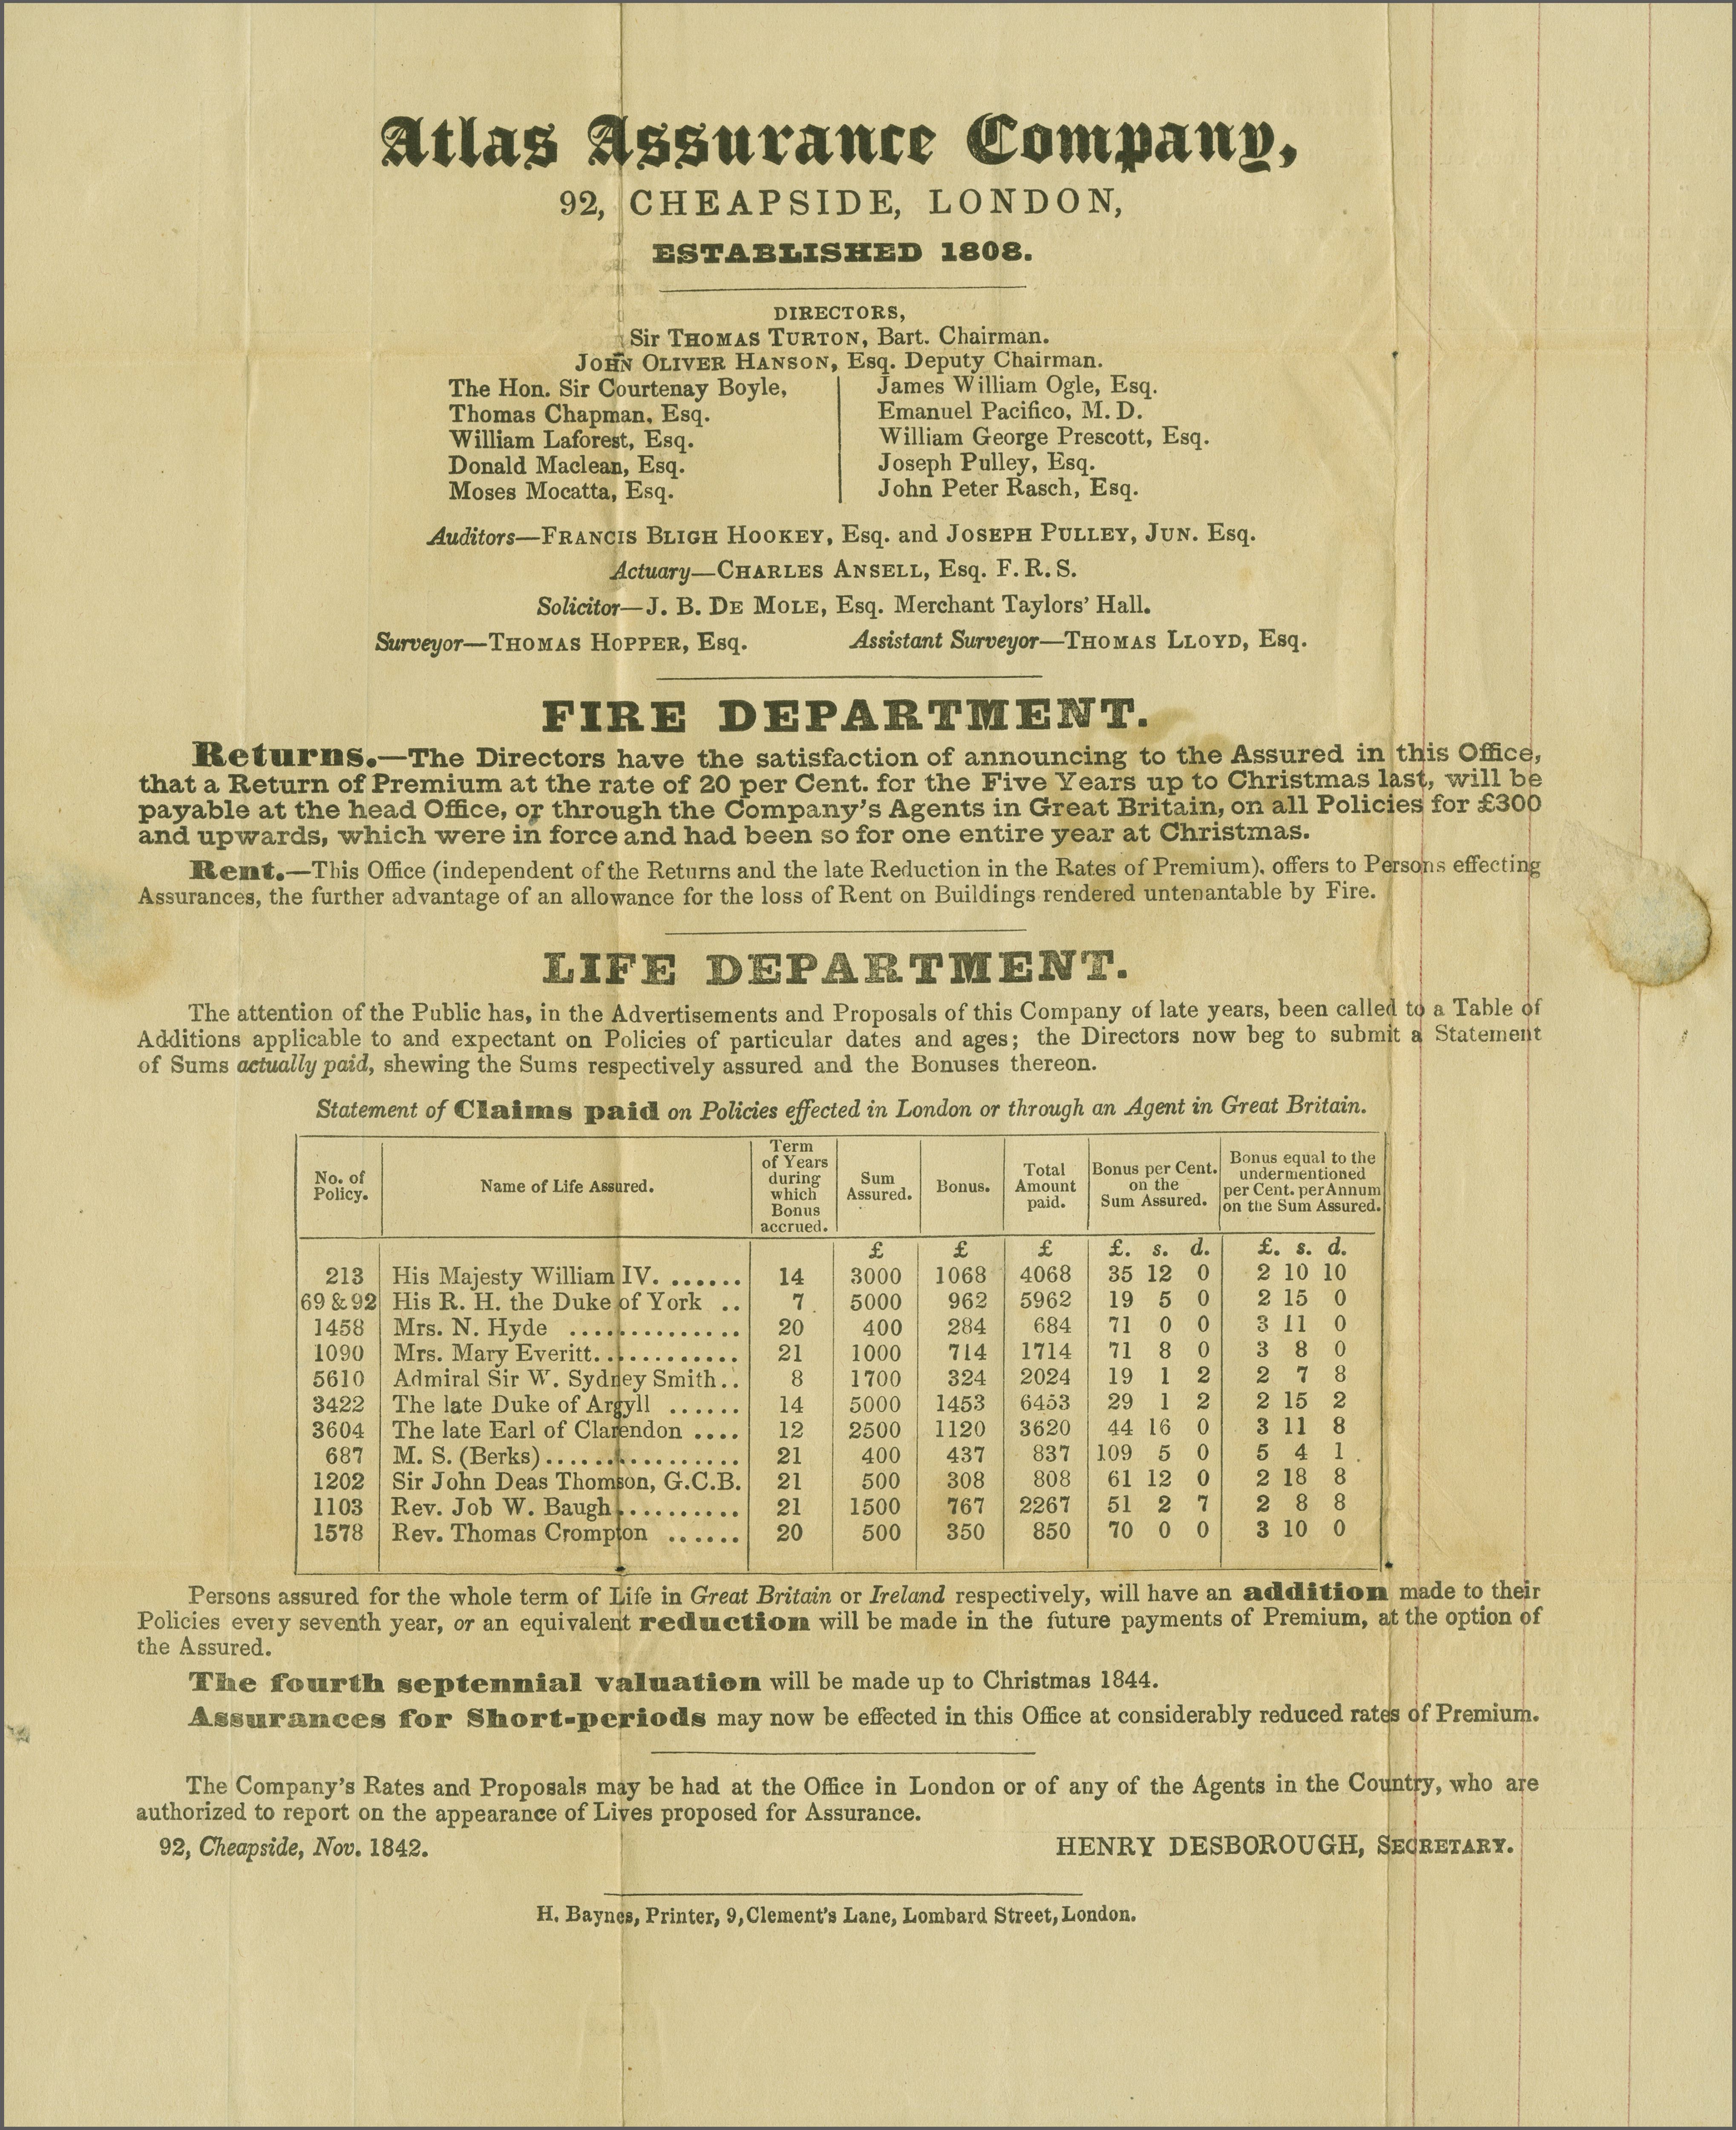 Atlas Assurance Company,
92, CHEAPSIDE, LONDON,
ESTABLISHED 1808.
DIRECTORS,
Sir THOMAS TURTON, Bart. Chairman.
JOHN OLIVER HANSON, Esq. Deputy Chairman.
The Hon. Sir Courtenay Boyle,
Thomas Chapman, Esq.
William Laforest, Esq.
Donald Maclean, Esq.
Moses Mocatta, Esq.
James William Ogle, Esq.
Emanuel Pacifico, M. D.
William George Prescott, Esq.
Joseph Pulley, Esq.
John Peter Rasch, Esq.
Auditors—FRANCIS BLIGH HOOKEY, Esq. and JOSEPH PULLEY, JUN. Esq.
Actuary—CHARLES ANSELL, Esq. F. R. S.
Solicitor—J. B. DE MOLE, Esq. Merchant Taylors' Hall.
Surveyor—THOMAS HOPPER, Esq. Assistant Surveyor—THOMAS LLOYD, Esq.
FIRE DEPARTMENT.
Returns.—The Directors have the satisfaction of announcing to the Assured in this Office,
that a Return of Premium at the rate of 20 per Cent. for the Five Years up to Christmas last, will be
payable at the head Office, or through the Company's Agents in Great Britain, on all Policies for £300
and upwards, which were in force and had been so for one entire year at Christmas.
Rent.—This Office (independent of the Returns and the late Reduction in the Rates of Premium), offers to Persons effecting
Assurances, the further advantage of an allowance for the loss of Rent on Buildings rendered untenantable by Fire.
LIFE DEPARTMENT.
The attention of the Public has, in the Advertisements and Proposals of this Company of late years, been called to a Table of
Additions applicable to and expectant on Policies of particular dates and ages; the Directors now beg to submit a Statement
of Sums actually paid, shewing the Sums respectively assured and the Bonuses thereon.
Statement of Claims paid on Policies effected in London or through an Agent in Great Britain.
No. of Policy. Name of Life Assured. Term of Years during which Bonus accrued. Sum Assured. Bonus. Total Amount paid. Bonus per Cent. on the Sum Assured. Bonus equal to the undermentioned per Cent. per Annum on the Sum Assured.
£ £ £ £. s. d. £. s. d.
213 His Majesty William IV. ...... 14 3000 1068 4068 35 12 0 2 10 10
69 & 92 His R. H. the Duke of York .. 7 5000 962 5962 19 5 0 2 15 0
1458 Mrs. N. Hyde .............. 20 400 284 684 71 0 0 3 11 0
1090 Mrs. Mary Everitt............. 21 1000 714 1714 71 8 0 3 8 0
5610 Admiral Sir W. Sydney Smith.. 8 1700 324 2024 19 1 2 2 7 8
3422 The late Duke of Argyll ...... 14 5000 1453 6453 29 1 2 2 15 2
3604 The late Earl of Clarendon .... 12 2500 1120 3620 44 16 0 3 11 8
687 M. S. (Berks)................ 21 400 437 837 109 5 0 5 4 1
1202 Sir John Deas Thomson, G.C.B. 21 500 308 808 61 12 0 2 18 8
1103 Rev. Job W. Baugh........... 21 1500 767 2267 51 2 7 2 8 8
1578 Rev. Thomas Crompton ...... 20 500 350 850 70 0 0 3 10 0
Persons assured for the whole term of Life in Great Britain or Ireland respectively, will have an addition made to their
Policies every seventh year, or an equivalent reduction will be made in the future payments of Premium, at the option of
the Assured.
The fourth septennial valuation will be made up to Christmas 1844.
Assurances for Short-periods may now be effected in this Office at considerably reduced rates of Premium.
The Company's Rates and Proposals may be had at the Office in London or of any of the Agents in the Country, who are
authorized to report on the appearance of Lives proposed for Assurance.
92, Cheapside, Nov. 1842. HENRY DESBOROUGH, SECRETARY.
H. Baynes, Printer, 9, Clement's Lane, Lombard Street, London.